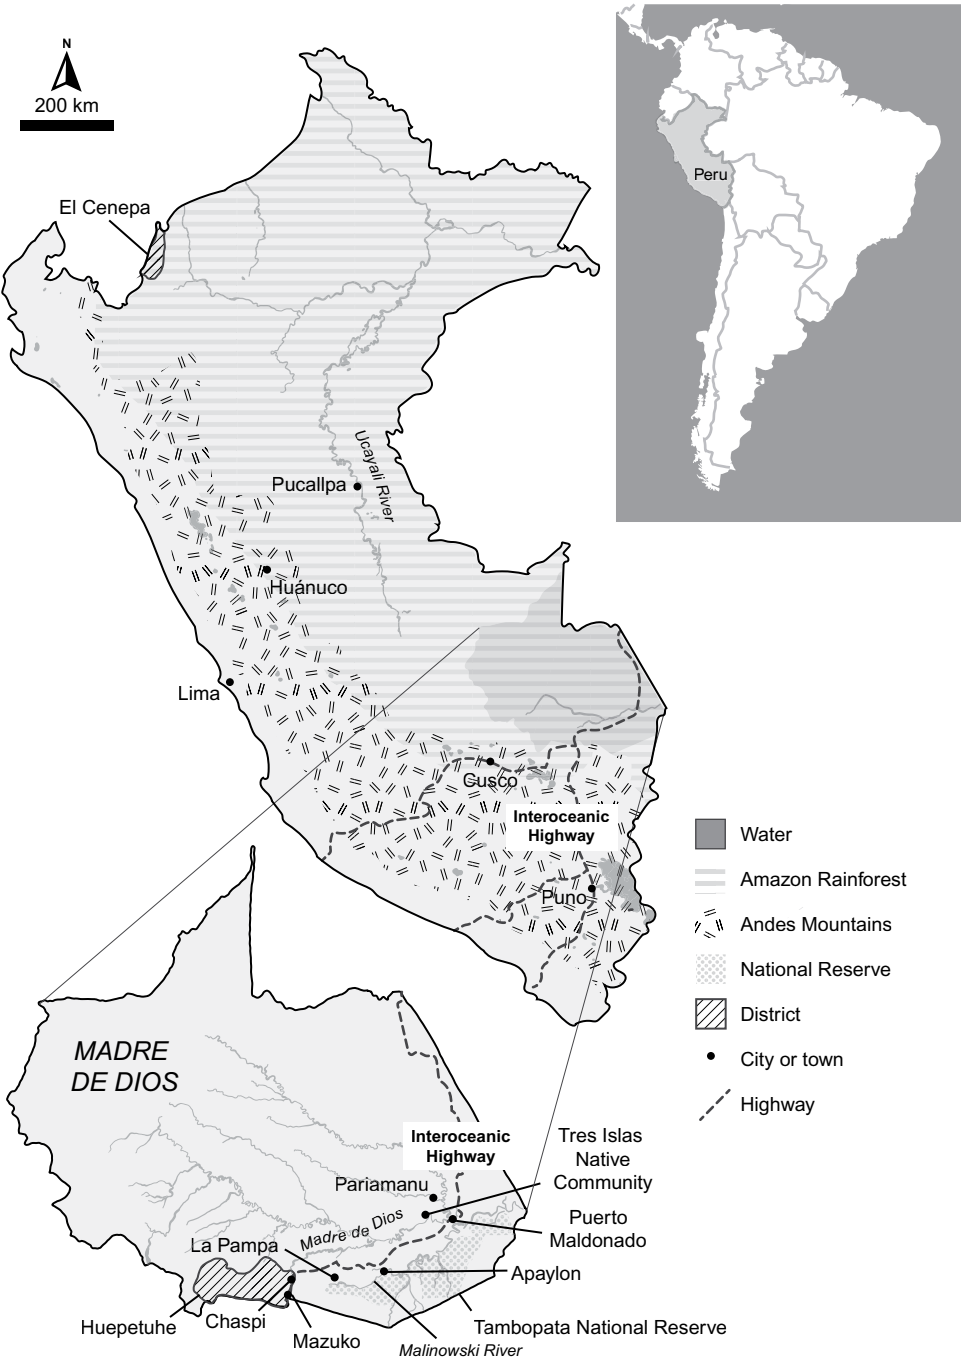 N
200 km
Peru
El Cenepa
Ucayali River
Pucallpa
Huánuco
Lima
Cusco
Interoceanic
Highway
Puno
Water
Amazon Rainforest
Andes Mountains
National Reserve
District
City or town
Highway
MADRE
DE DIOS
Interoceanic
Highway
Tres Islas
Native
Community
Pariamanu
Madre de Dios
Puerto
Maldonado
La Pampa
Apaylon
Huepetuhe
Chaspi
Mazuko
Tambopata National Reserve
Malinowski River